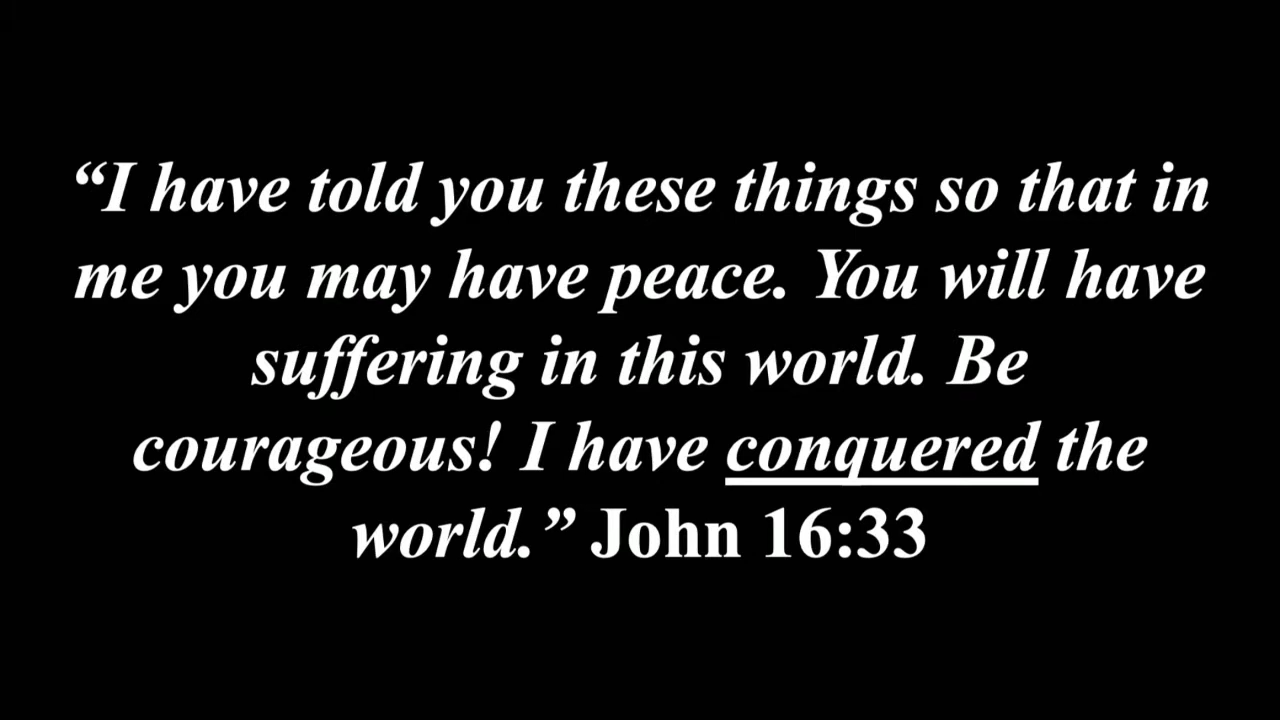 “I have told you these things so that in
me you may have peace. You will have
suffering in this world. Be
courageous! I have conquered the
world.” John 16:33